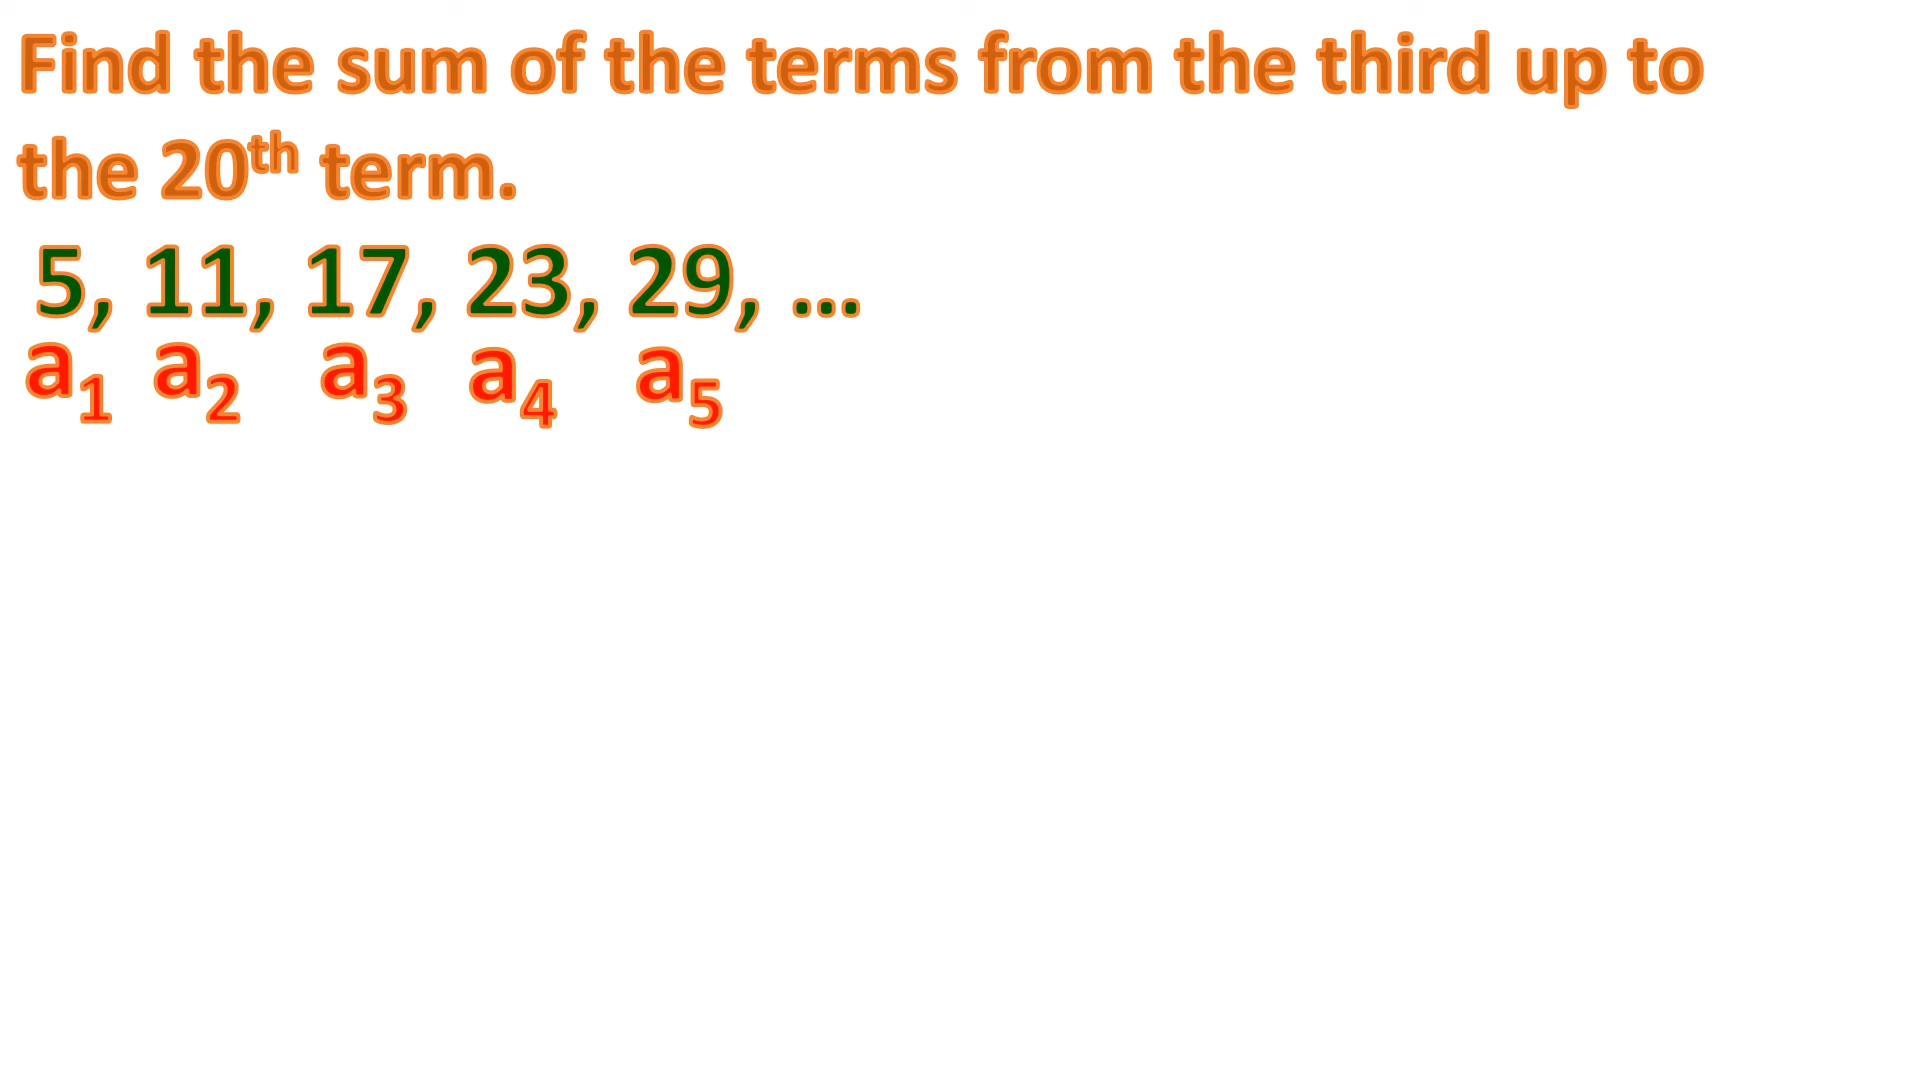 Find the sum of the terms from the third up to
the 20th term.
5, 11, 17, 23, 29, ...
a1 a2 a3 a4 a5